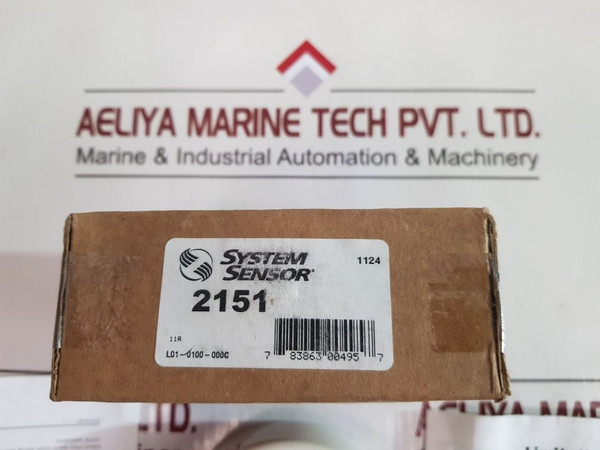 AELIYA MARINE TECH PVT. LTD.
Marine & Industrial Automation & Machinery
SYSTEM SENSOR®
1124
2151
11R
L01-0100-000C
7 83863 00495 7
LTD.
AELIYA MAR